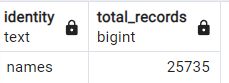 identity total_records
text bigint
names 25735